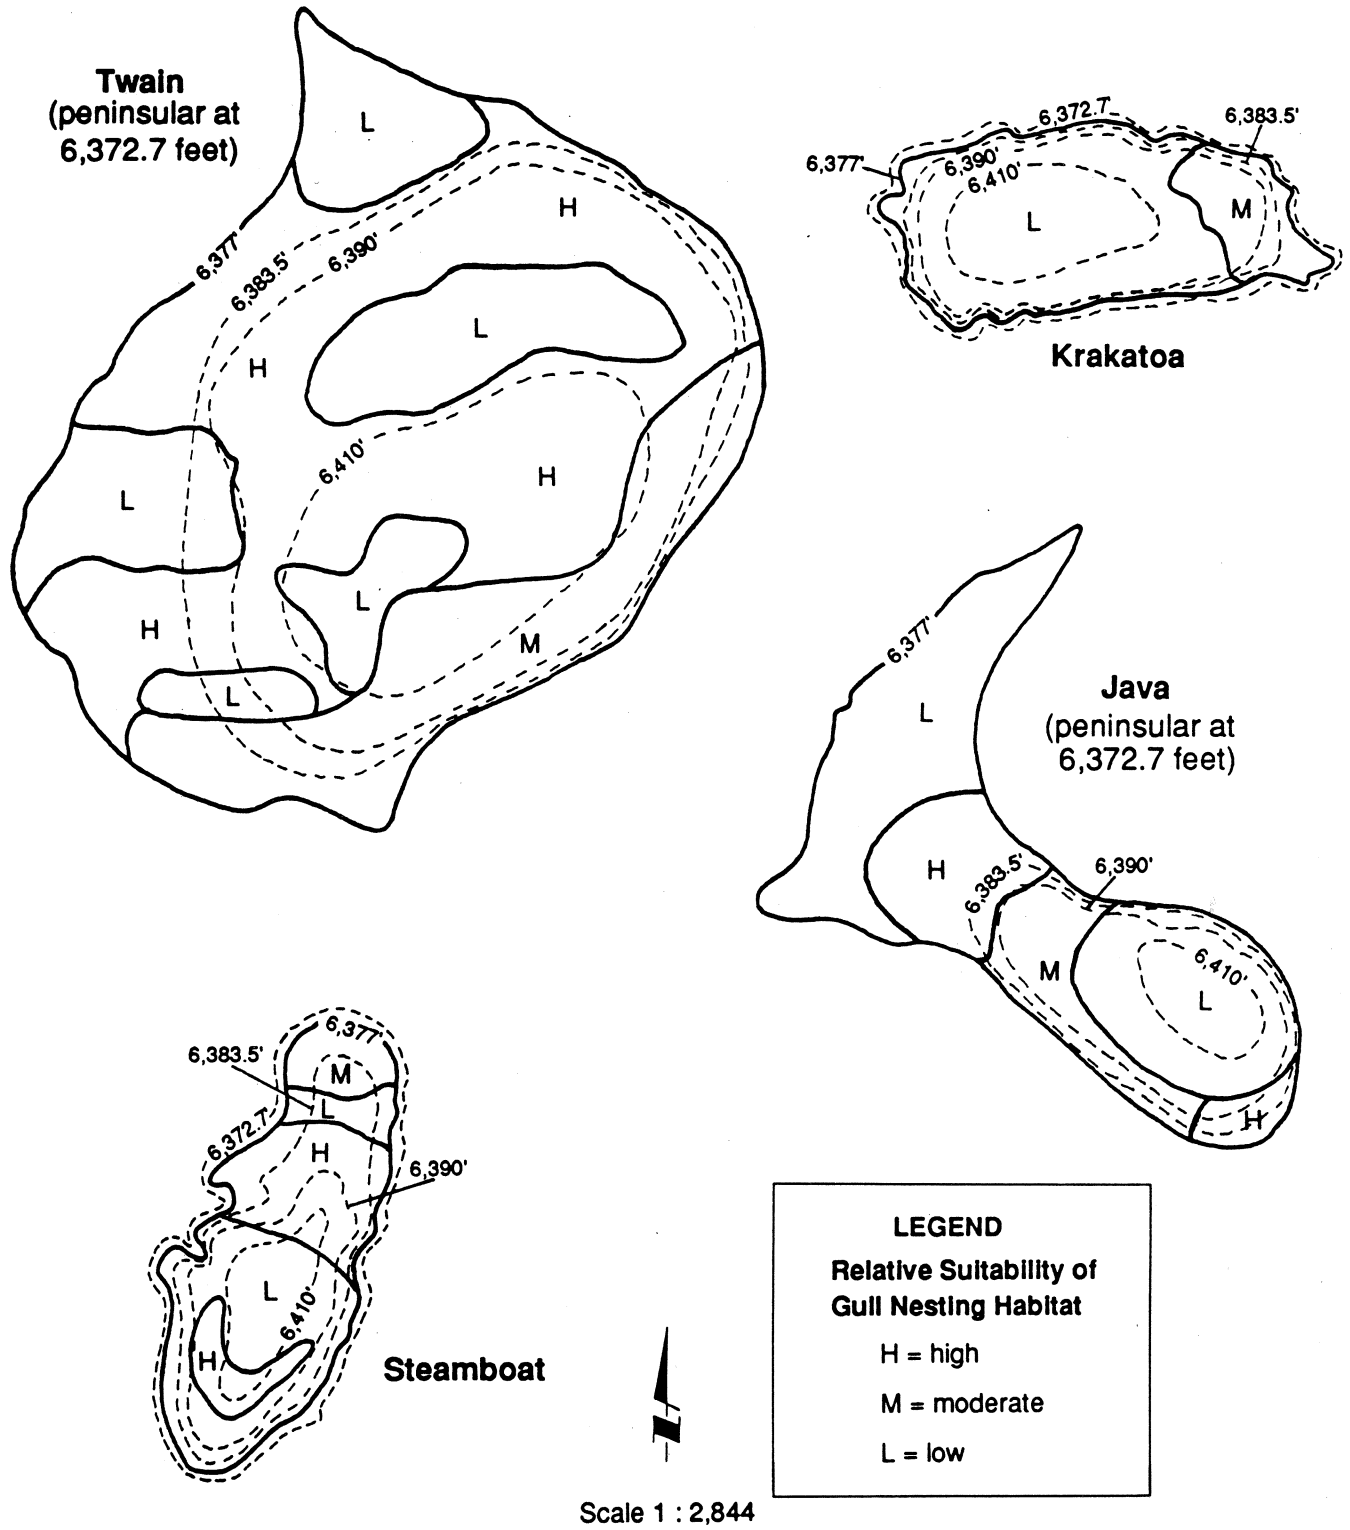 Twain
(peninsular at
6,372.7 feet)
L
H
6,377'
6,383.5'
6,390'
L
H
6,410'
H
L
L
H
M
L
6,372.7'
6,383.5'
6,377'
6,390'
6,410'
L
M
Krakatoa
6,377'
L
Java
(peninsular at
6,372.7 feet)
H
6,383.5'
6,390'
M
6,410'
L
H
6,377'
6,383.5'
M
L
6,372.7'
H
6,390'
L
6,410'
H
Steamboat
LEGEND
Relative Suitability of
Gull Nesting Habitat
H = high
M = moderate
L = low
Scale 1 : 2,844